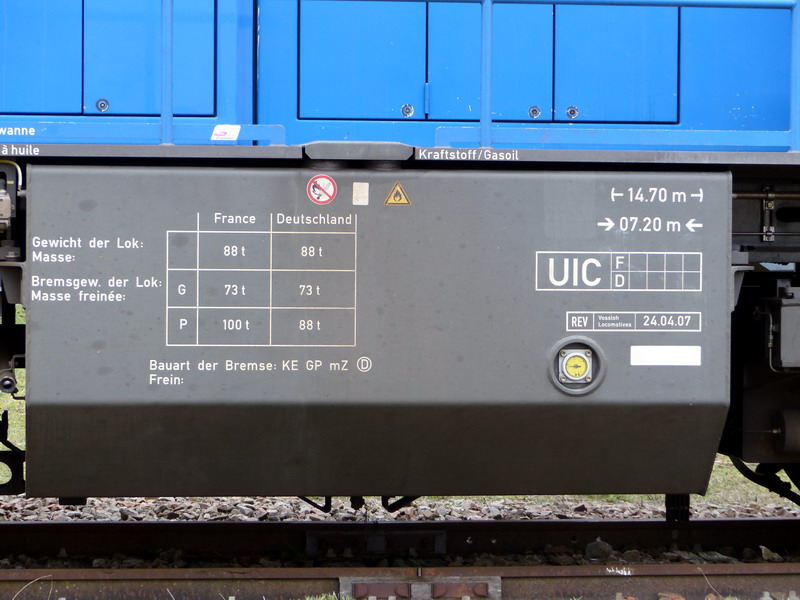 wanne
à huile
Kraftstoff/Gasoil
14.70 m
07.20 m
France Deutschland
Gewicht der Lok: 88 t 88 t
Masse:
Bremsgew. der Lok: G 73 t 73 t
Masse freinée:
P 100 t 88 t
Bauart der Bremse: KE GP mZ D
Frein:
UIC F
D
REV Vossloh Locomotives 24.04.07